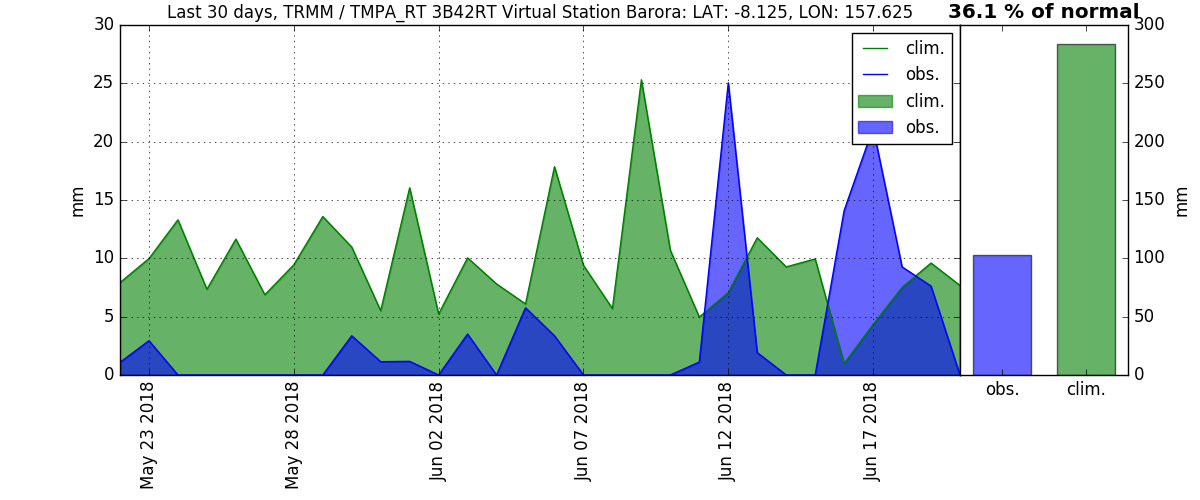 Last 30 days, TRMM / TMPA_RT 3B42RT Virtual Station Barora: LAT: -8.125, LON: 157.625
36.1 % of normal
30
25
20
15
10
5
0
mm
clim.
obs.
clim.
obs.
May 23 2018
May 28 2018
Jun 02 2018
Jun 07 2018
Jun 12 2018
Jun 17 2018
300
250
200
150
100
50
0
mm
obs.
clim.